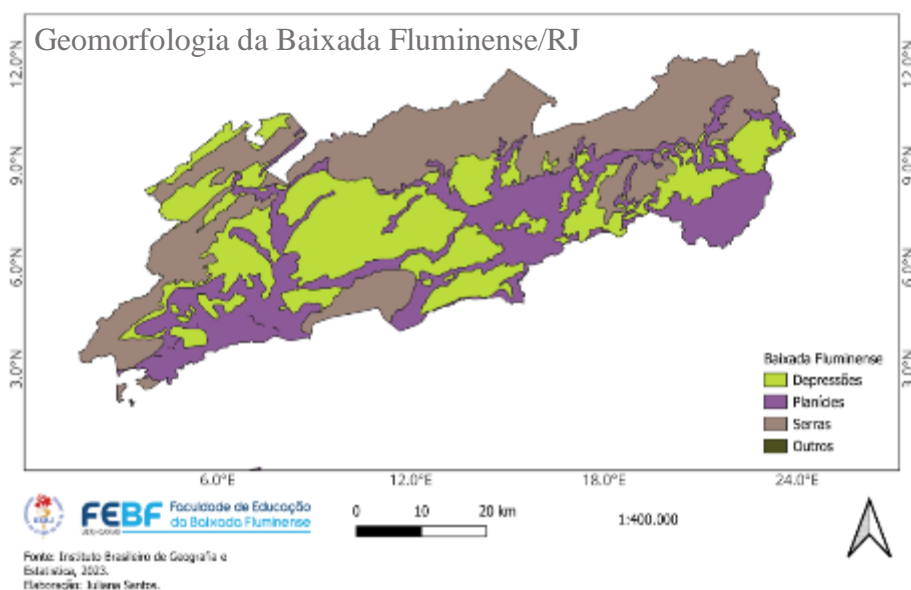 Geomorfologia da Baixada Fluminense/RJ
12.0°N
12.0°N
9.0°N
9.0°N
6.0°N
6.0°N
3.0°N
3.0°N
Baixada Fluminense
Depressões
Planícies
Serras
Outros
6.0°E
12.0°E
18.0°E
24.0°E
FEBF
Faculdade de Educação
da Baixada Fluminense
0 10 20 km
1:400.000
Fonte: Instituto Brasileiro de Geografia e
Estatística, 2023.
Elaboração: Juliana Santos.